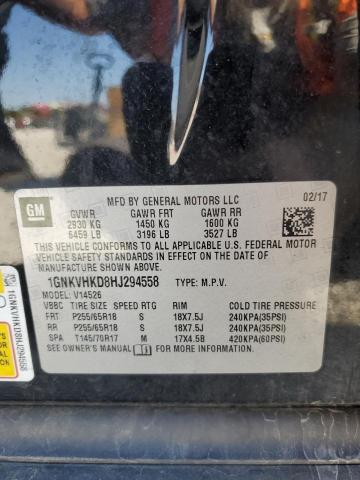 GM
MFD BY GENERAL MOTORS LLC 02/17
GVWR GAWR FRT GAWR RR
2930 KG 1450 KG 1600 KG
6459 LB 3196 LB 3527 LB
THIS VEHICLE CONFORMS TO ALL APPLICABLE U.S. FEDERAL MOTOR
VEHICLE SAFETY STANDARDS IN EFFECT ON THE DATE OF
MANUFACTURE SHOWN ABOVE.
1GNKVHKD8HJ294558 TYPE: M.P.V.
MODEL: V14526
VBBC TIRE SIZE SPEED RTG RIM COLD TIRE PRESSURE
FRT P255/65R18 S 18X7.5J 240KPA(35PSI)
RR P255/65R18 S 18X7.5J 240KPA(35PSI)
SPA T145/70R17 M 17X4.5B 420KPA(60PSI)
SEE OWNER'S MANUAL FOR ADDITIONAL INFORMATION.
1GNKVHKD8HJ294558